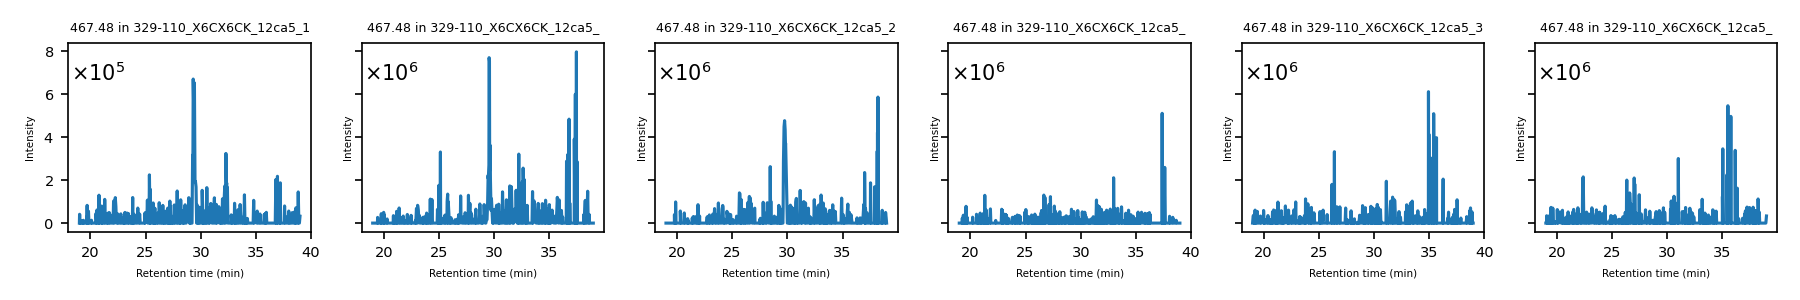 467.48 in 329-110_X6CX6CK_12ca5_1
467.48 in 329-110_X6CX6CK_12ca5_
467.48 in 329-110_X6CX6CK_12ca5_2
467.48 in 329-110_X6CX6CK_12ca5_
467.48 in 329-110_X6CX6CK_12ca5_3
467.48 in 329-110_X6CX6CK_12ca5_
×10⁵
×10⁶
×10⁶
×10⁶
×10⁶
×10⁶
8
6
4
2
0
Intensity
Intensity
Intensity
Intensity
Intensity
Intensity
20 25 30 35 40
20 25 30 35
20 25 30 35
20 25 30 35 40
20 25 30 35 40
20 25 30 35
Retention time (min)
Retention time (min)
Retention time (min)
Retention time (min)
Retention time (min)
Retention time (min)